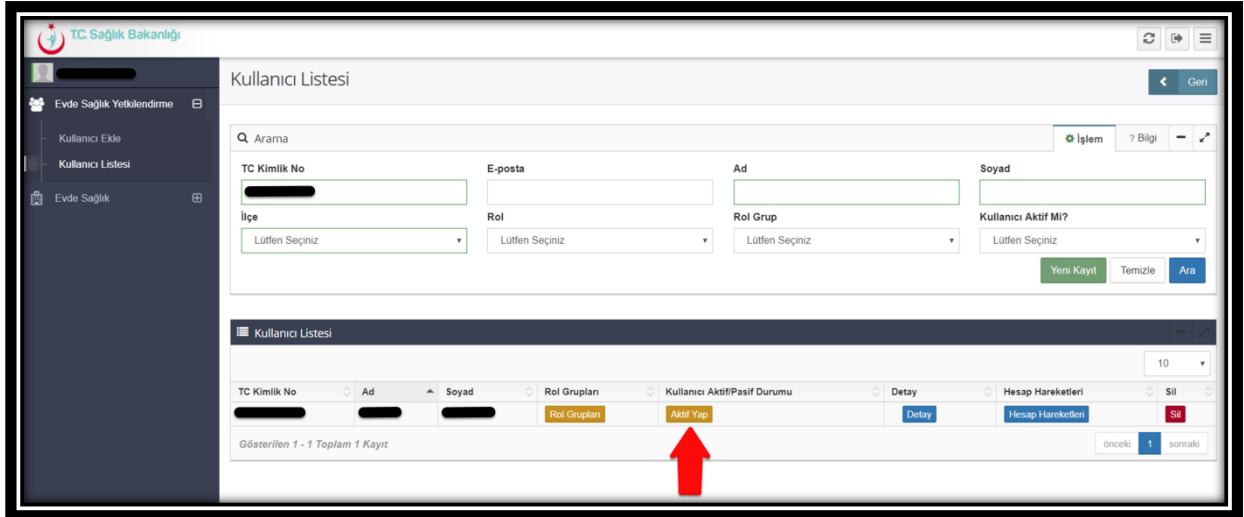 T.C. Sağlık Bakanlığı
Kullanıcı Listesi
Geri
Evde Sağlık Yetkilendirme
Kullanıcı Ekle
Kullanıcı Listesi
Evde Sağlık
Arama
İşlem ? Bilgi
TC Kimlik No E-posta Ad Soyad
İlçe Rol Rol Grup Kullanıcı Aktif Mi?
Lütfen Seçiniz Lütfen Seçiniz Lütfen Seçiniz Lütfen Seçiniz
Yeni Kayıt Temizle Ara
Kullanıcı Listesi
10
TC Kimlik No Ad Soyad Rol Grupları Kullanıcı Aktif/Pasif Durumu Detay Hesap Hareketleri Sil
Rol Grupları Aktif Yap Detay Hesap Hareketleri Sil
Gösterilen 1 - 1 Toplam 1 Kayıt
önceki 1 sonraki